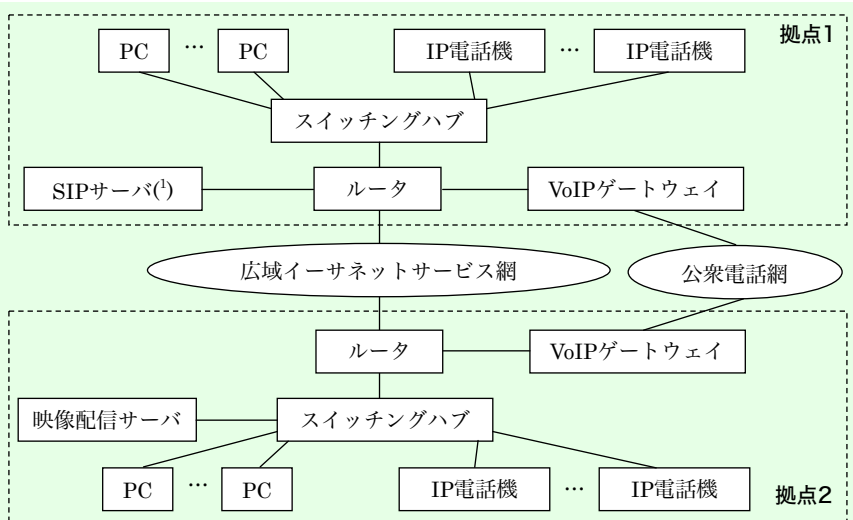 PC … PC IP電話機 … IP電話機 拠点1
スイッチングハブ
SIPサーバ(¹) ルータ VoIPゲートウェイ
広域イーサネットサービス網 公衆電話網
ルータ VoIPゲートウェイ
映像配信サーバ スイッチングハブ
PC … PC IP電話機 … IP電話機 拠点2